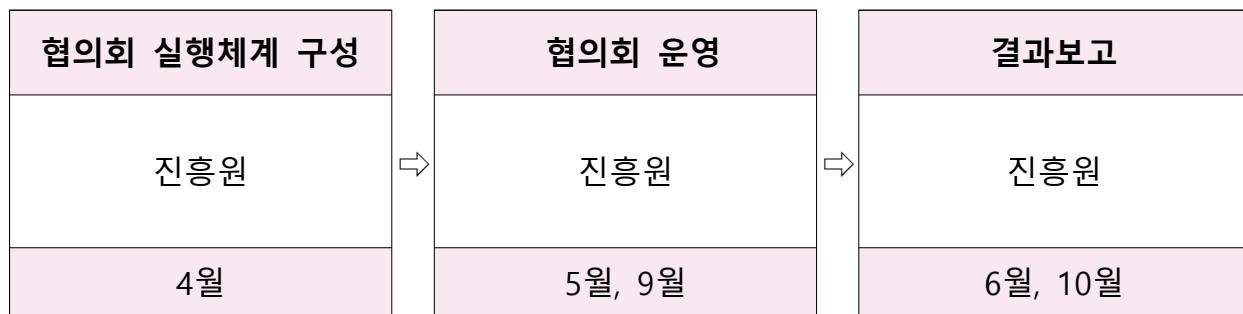 협의회 실행체계 구성
진흥원
4월
⇨
협의회 운영
진흥원
5월, 9월
⇨
결과보고
진흥원
6월, 10월